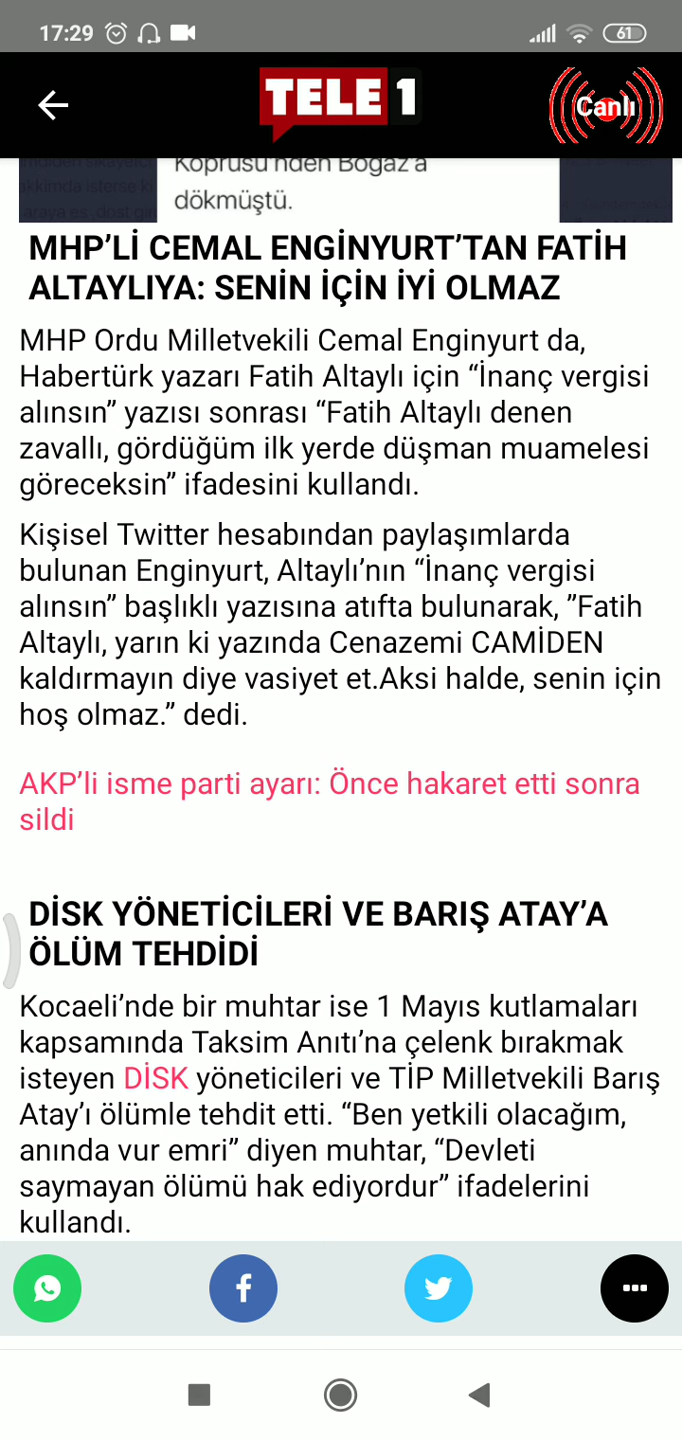 17:29
61
TELE 1
Canlı
Köprüsü'nden Boğaz'a
dökmüştü.
MHP'Lİ CEMAL ENGİNYURT'TAN FATİH
ALTAYLIYA: SENİN İÇİN İYİ OLMAZ
MHP Ordu Milletvekili Cemal Enginyurt da,
Habertürk yazarı Fatih Altaylı için “İnanç vergisi
alınsın” yazısı sonrası “Fatih Altaylı denen
zavallı, gördüğüm ilk yerde düşman muamelesi
göreceksin” ifadesini kullandı.
Kişisel Twitter hesabından paylaşımlarda
bulunan Enginyurt, Altaylı’nın “İnanç vergisi
alınsın” başlıklı yazısına atıfta bulunarak, ”Fatih
Altaylı, yarın ki yazında Cenazemi CAMİDEN
kaldırmayın diye vasiyet et.Aksi halde, senin için
hoş olmaz.” dedi.
AKP’li isme parti ayarı: Önce hakaret etti sonra
sildi
DİSK YÖNETİCİLERİ VE BARIŞ ATAY’A
ÖLÜM TEHDİDİ
Kocaeli’nde bir muhtar ise 1 Mayıs kutlamaları
kapsamında Taksim Anıtı’na çelenk bırakmak
isteyen DİSK yöneticileri ve TİP Milletvekili Barış
Atay’ı ölümle tehdit etti. “Ben yetkili olacağım,
anında vur emri” diyen muhtar, “Devleti
saymayan ölümü hak ediyordur” ifadelerini
kullandı.